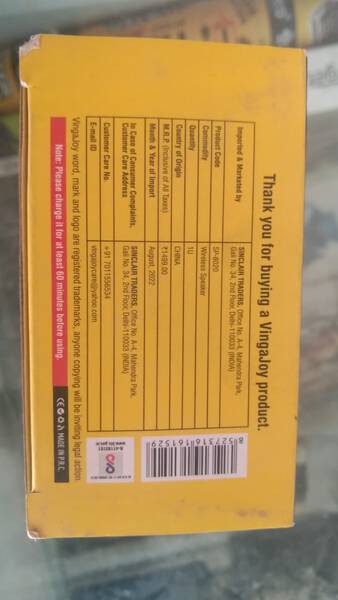 Thank you for buying a VingaJoy product.
Imported & Marketed by SINCLAIR TRADERS, Office No. A-4, Mahendra Park,
Gali No. 34, 2nd Floor, Delhi-110033 (INDIA)
Product Code SP-6020
Commodity Wireless Speaker
Quantity 1U
Country of Origin CHINA
M.R.P. (Inclusive of All Taxes) ₹1499.00
Month & Year of Import August, 2022
In Case of Consumer Complaints, SINCLAIR TRADERS, Office No. A-4, Mahendra Park,
Customer Care Address Gali No. 34, 2nd Floor, Delhi-110033 (INDIA)
Customer Care No. +91 7011556534
E-mail ID vingajoycare@yahoo.com
VingaJoy word, mark and logo are registered trademarks, anyone copying will be inviting legal action.
Note: Please charge it for at least 60 minutes before using.
CE MADE IN P.R.C.